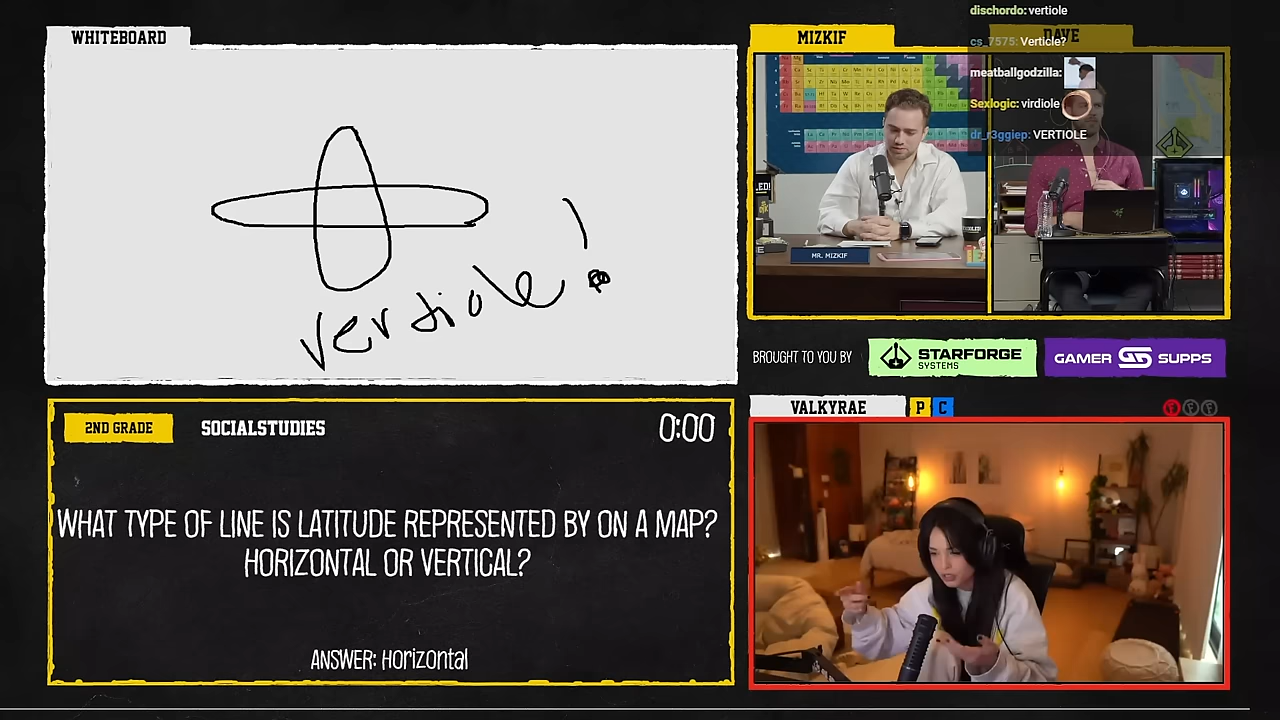 WHITEBOARD
vertiole!
2ND GRADE
SOCIALSTUDIES
0:00
WHAT TYPE OF LINE IS LATITUDE REPRESENTED BY ON A MAP?
HORIZONTAL OR VERTICAL?
ANSWER: Horizontal
MIZKIF
DAVE
dischordo: vertiole
cs_7575: Verticle?
meatballgodzilla:
Sexlogic: virdiole
dr_r3ggiep: VERTIOLE
MR. MIZKIF
BROUGHT TO YOU BY
STARFORGE
SYSTEMS
GAMER SUPPS
VALKYRAE
P C
F F F